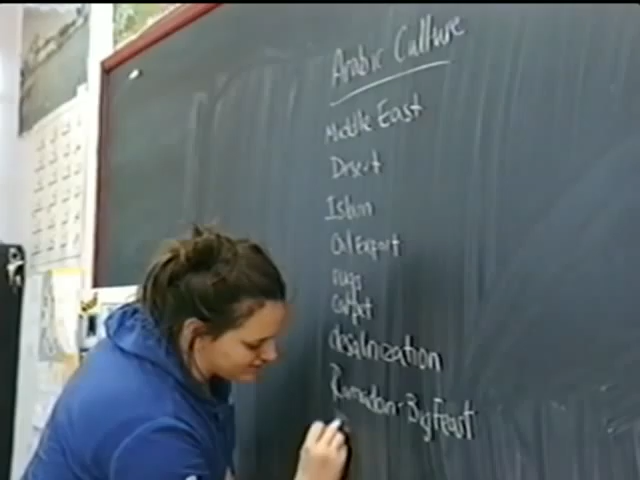 Arabic Culture
Middle East
Desert
Islam
Oil Export
rugs
Carpet
desalinization
Ramadan-Big Feast